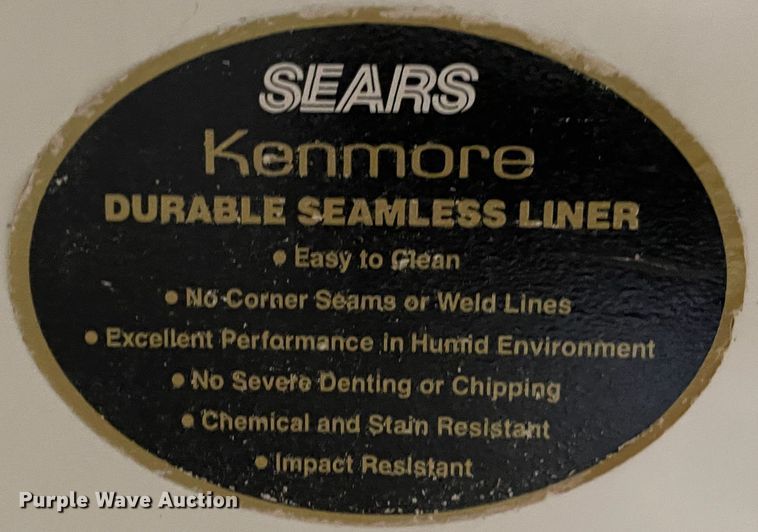 SEARS
Kenmore
DURABLE SEAMLESS LINER
• Easy to Clean
• No Corner Seams or Weld Lines
• Excellent Performance in Humid Environment
• No Severe Denting or Chipping
• Chemical and Stain Resistant
• Impact Resistant
Purple Wave Auction